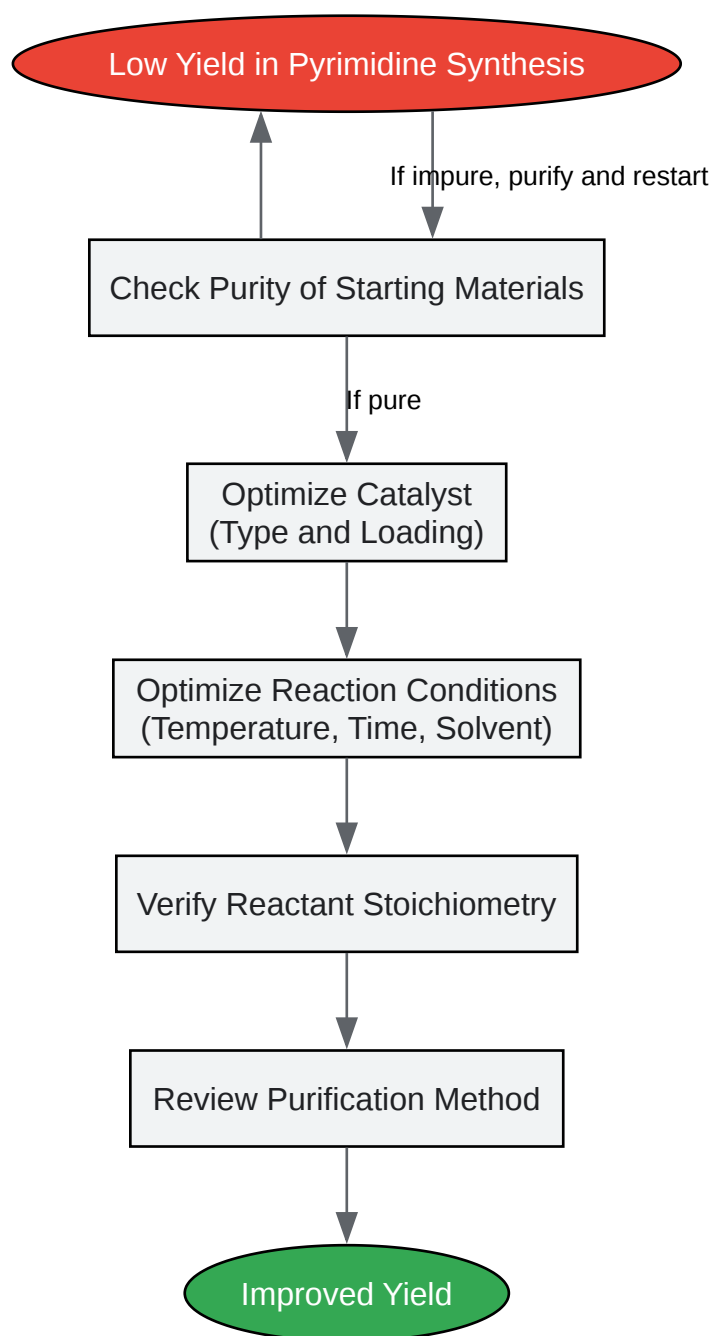 Low Yield in Pyrimidine Synthesis
If impure, purify and restart
Check Purity of Starting Materials
If pure
Optimize Catalyst
(Type and Loading)
Optimize Reaction Conditions
(Temperature, Time, Solvent)
Verify Reactant Stoichiometry
Review Purification Method
Improved Yield